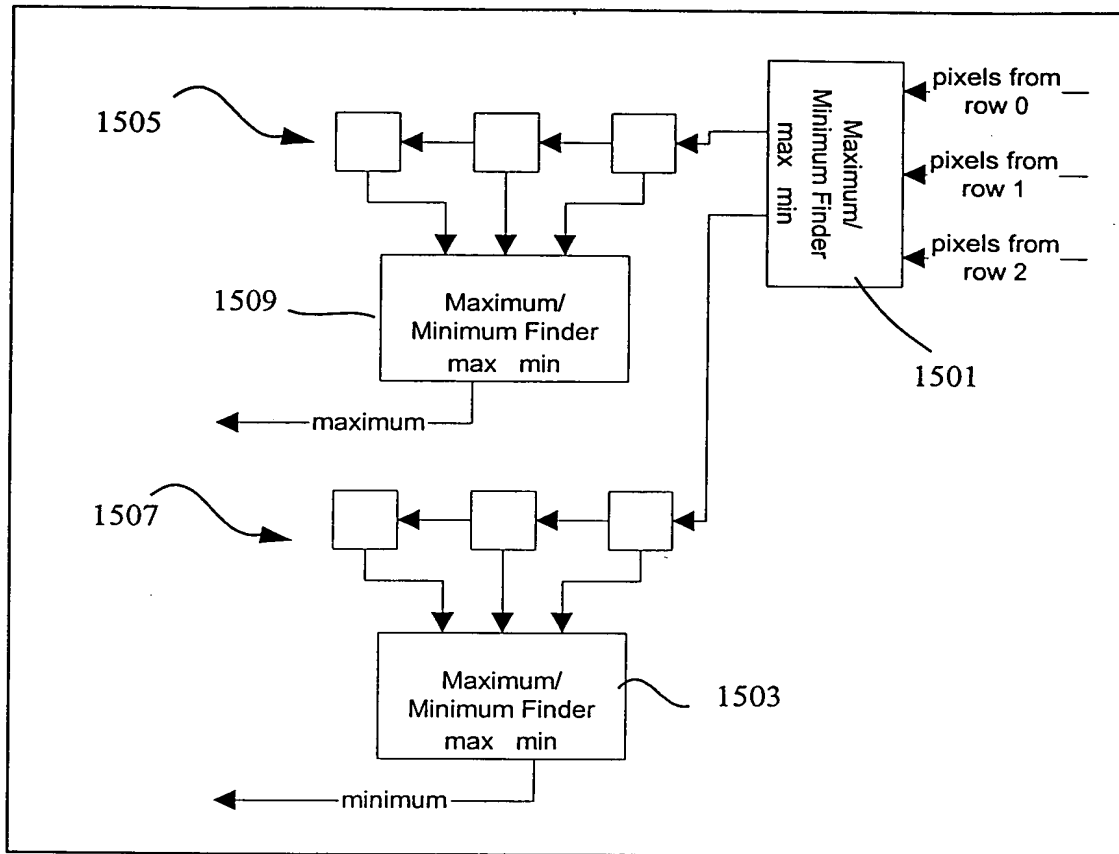 pixels from
row 0
pixels from
row 1
pixels from
row 2
Maximum/
Minimum Finder
max min
1501
1505
1509
Maximum/
Minimum Finder
max min
maximum
1507
Maximum/
Minimum Finder
max min
1503
minimum